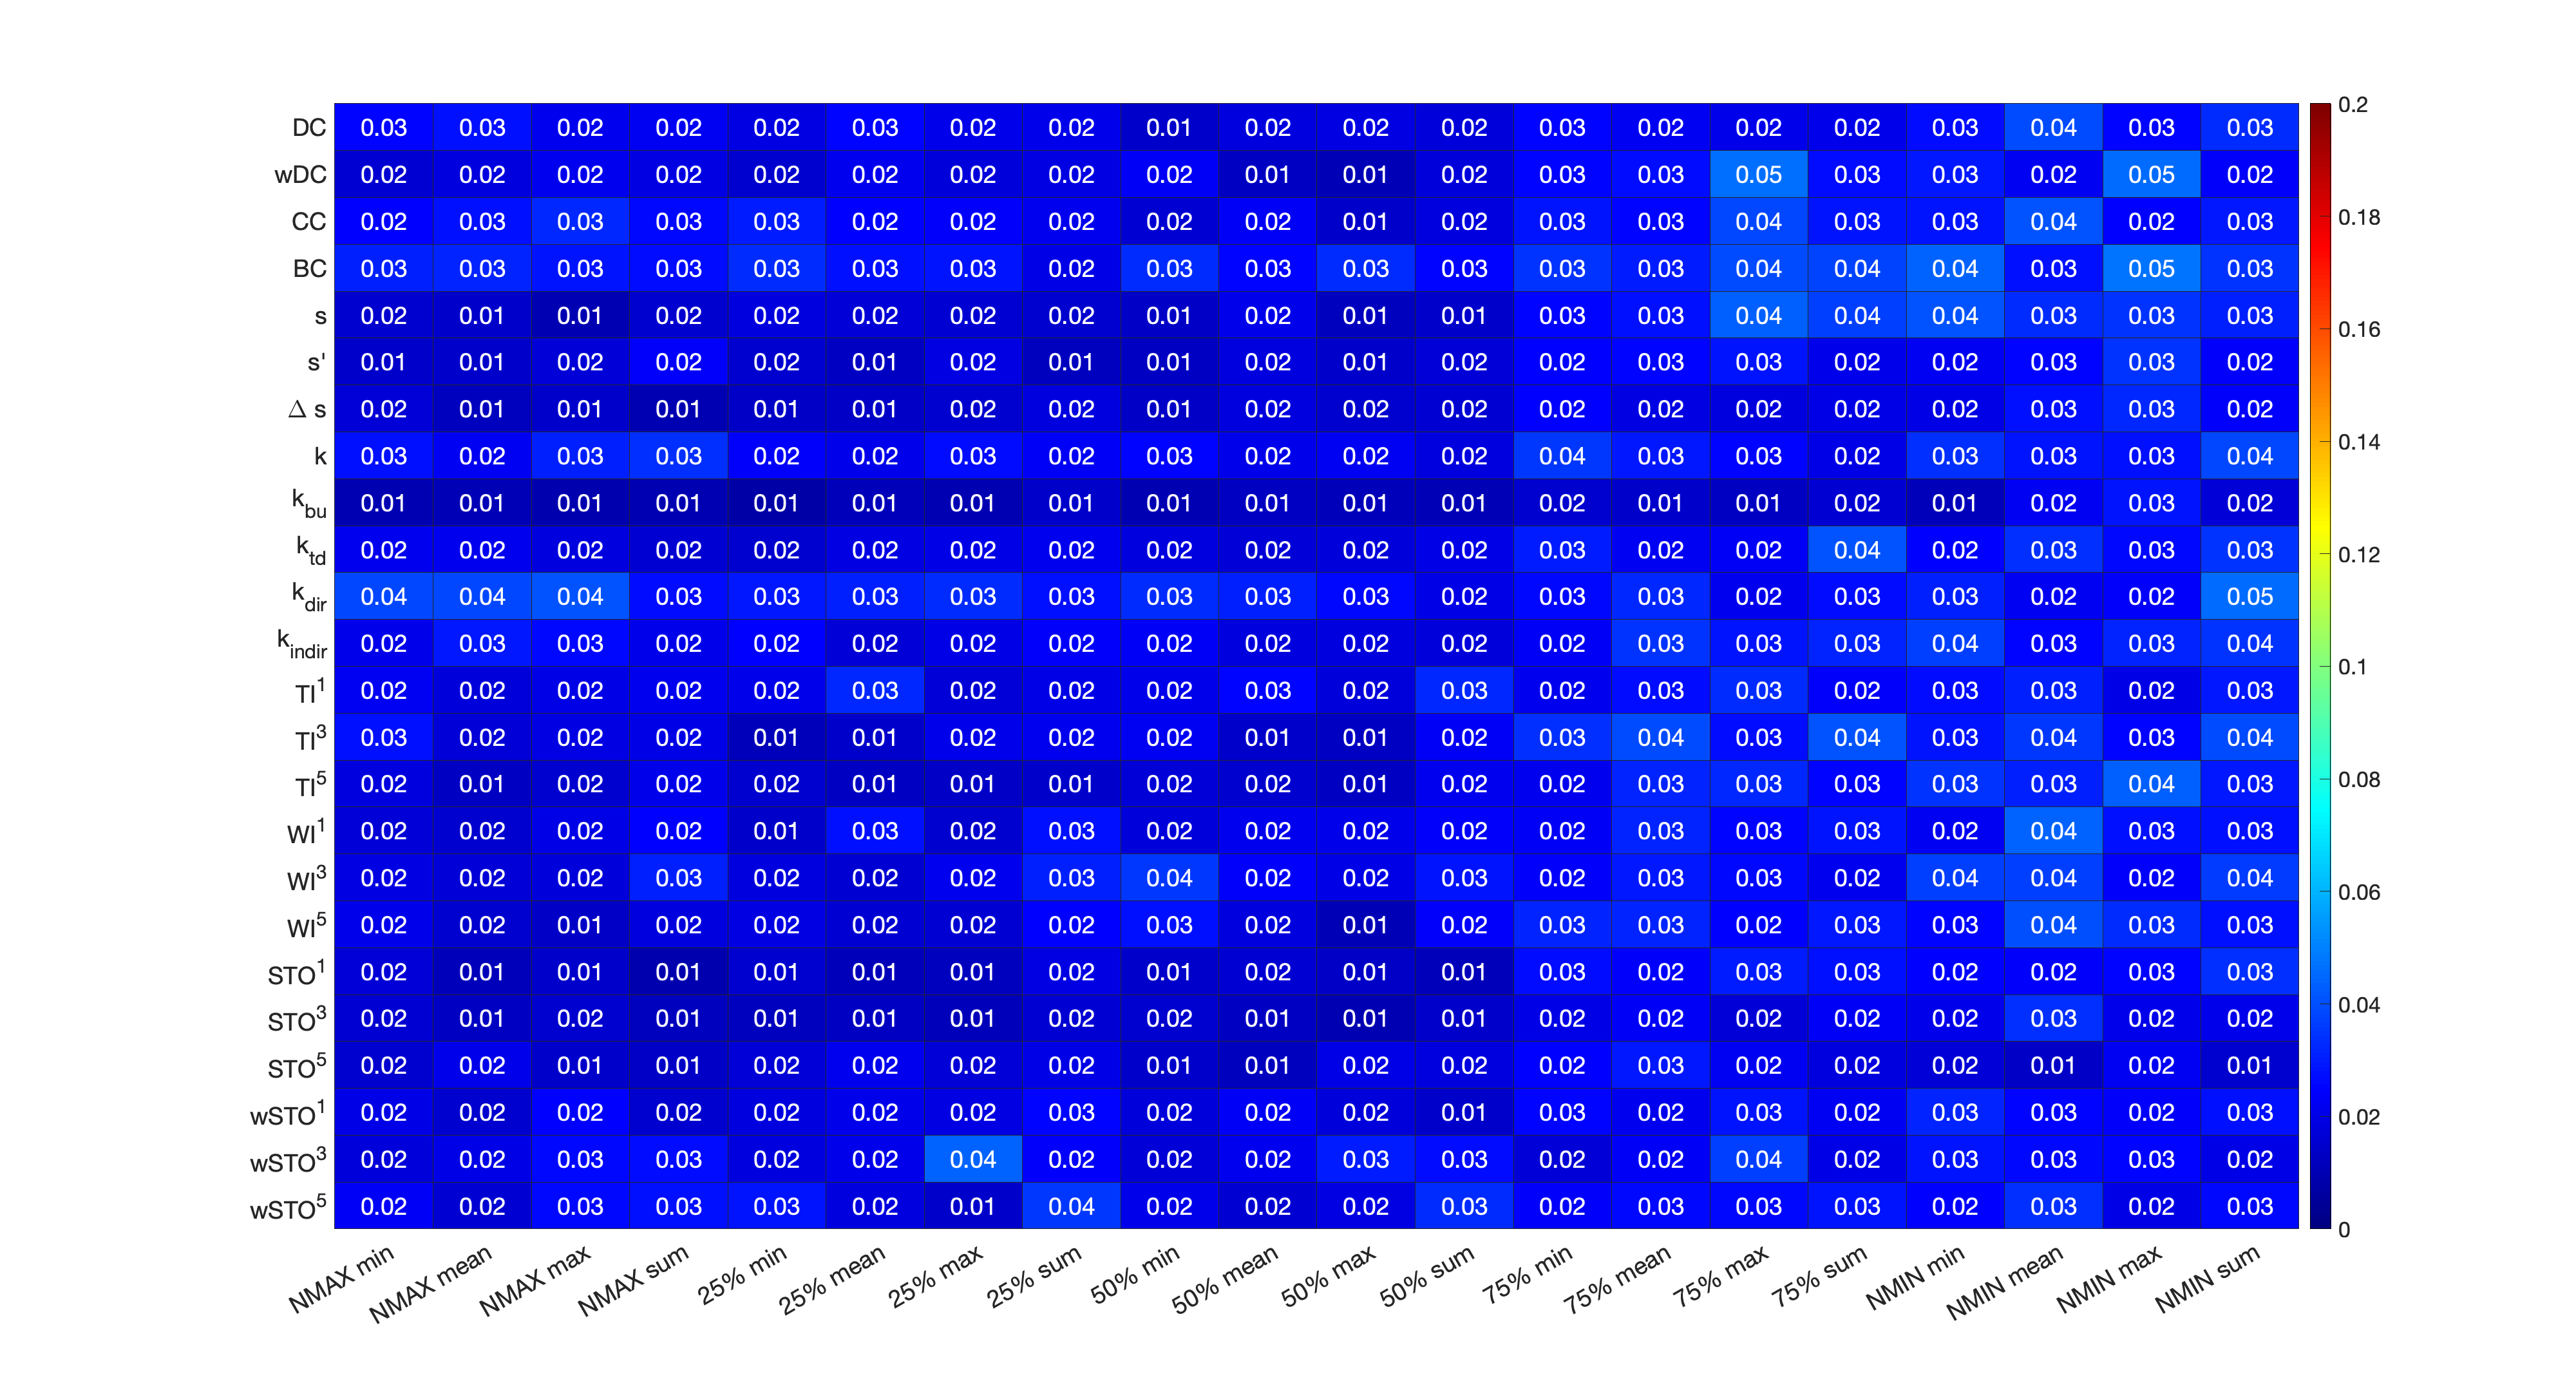 DC 0.03 0.03 0.02 0.02 0.02 0.03 0.02 0.02 0.01 0.02 0.02 0.02 0.03 0.02 0.02 0.02 0.03 0.04 0.03 0.03
wDC 0.02 0.02 0.02 0.02 0.02 0.02 0.02 0.02 0.02 0.01 0.01 0.02 0.03 0.03 0.05 0.03 0.03 0.02 0.05 0.02
CC 0.02 0.03 0.03 0.03 0.03 0.02 0.02 0.02 0.02 0.02 0.01 0.02 0.03 0.03 0.04 0.03 0.03 0.04 0.02 0.03
BC 0.03 0.03 0.03 0.03 0.03 0.03 0.03 0.02 0.03 0.03 0.03 0.03 0.03 0.03 0.04 0.04 0.04 0.03 0.05 0.03
s 0.02 0.01 0.01 0.02 0.02 0.02 0.02 0.02 0.01 0.02 0.01 0.01 0.03 0.03 0.04 0.04 0.04 0.03 0.03 0.03
s' 0.01 0.01 0.02 0.02 0.02 0.01 0.02 0.01 0.01 0.02 0.01 0.02 0.02 0.03 0.03 0.02 0.02 0.03 0.03 0.02
Δ s 0.02 0.01 0.01 0.01 0.01 0.01 0.02 0.02 0.01 0.02 0.02 0.02 0.02 0.02 0.02 0.02 0.02 0.03 0.03 0.02
k 0.03 0.02 0.03 0.03 0.02 0.02 0.03 0.02 0.03 0.02 0.02 0.02 0.04 0.03 0.03 0.02 0.03 0.03 0.03 0.04
k_bu 0.01 0.01 0.01 0.01 0.01 0.01 0.01 0.01 0.01 0.01 0.01 0.01 0.02 0.01 0.01 0.02 0.01 0.02 0.03 0.02
k_td 0.02 0.02 0.02 0.02 0.02 0.02 0.02 0.02 0.02 0.02 0.02 0.02 0.03 0.02 0.02 0.04 0.02 0.03 0.03 0.03
k_dir 0.04 0.04 0.04 0.03 0.03 0.03 0.03 0.03 0.03 0.03 0.03 0.02 0.03 0.03 0.02 0.03 0.03 0.02 0.02 0.05
k_indir 0.02 0.03 0.03 0.02 0.02 0.02 0.02 0.02 0.02 0.02 0.02 0.02 0.02 0.03 0.03 0.03 0.04 0.03 0.03 0.04
TI¹ 0.02 0.02 0.02 0.02 0.02 0.03 0.02 0.02 0.02 0.03 0.02 0.03 0.02 0.03 0.03 0.02 0.03 0.03 0.02 0.03
TI³ 0.03 0.02 0.02 0.02 0.01 0.01 0.02 0.02 0.02 0.01 0.01 0.02 0.03 0.04 0.03 0.04 0.03 0.04 0.03 0.04
TI⁵ 0.02 0.01 0.02 0.02 0.02 0.01 0.01 0.01 0.02 0.02 0.01 0.02 0.02 0.03 0.03 0.03 0.03 0.03 0.04 0.03
WI¹ 0.02 0.02 0.02 0.02 0.01 0.03 0.02 0.03 0.02 0.02 0.02 0.02 0.02 0.03 0.03 0.03 0.02 0.04 0.03 0.03
WI³ 0.02 0.02 0.02 0.03 0.02 0.02 0.02 0.03 0.04 0.02 0.02 0.03 0.02 0.03 0.03 0.02 0.04 0.04 0.02 0.04
WI⁵ 0.02 0.02 0.01 0.02 0.02 0.02 0.02 0.02 0.03 0.02 0.01 0.02 0.03 0.03 0.02 0.03 0.03 0.04 0.03 0.03
STO¹ 0.02 0.01 0.01 0.01 0.01 0.01 0.01 0.02 0.01 0.02 0.01 0.01 0.03 0.02 0.03 0.03 0.02 0.02 0.03 0.03
STO³ 0.02 0.01 0.02 0.01 0.01 0.01 0.01 0.02 0.02 0.01 0.01 0.01 0.02 0.02 0.02 0.02 0.02 0.03 0.02 0.02
STO⁵ 0.02 0.02 0.01 0.01 0.02 0.02 0.02 0.02 0.01 0.01 0.02 0.02 0.02 0.03 0.02 0.02 0.02 0.01 0.02 0.01
wSTO¹ 0.02 0.02 0.02 0.02 0.02 0.02 0.02 0.03 0.02 0.02 0.02 0.01 0.03 0.02 0.03 0.02 0.03 0.03 0.02 0.03
wSTO³ 0.02 0.02 0.03 0.03 0.02 0.02 0.04 0.02 0.02 0.02 0.03 0.03 0.02 0.02 0.04 0.02 0.03 0.03 0.03 0.02
wSTO⁵ 0.02 0.02 0.03 0.03 0.03 0.02 0.01 0.04 0.02 0.02 0.02 0.03 0.02 0.03 0.03 0.03 0.02 0.03 0.02 0.03
NMAX min NMAX mean NMAX max NMAX sum 25% min 25% mean 25% max 25% sum 50% min 50% mean 50% max 50% sum 75% min 75% mean 75% max 75% sum NMIN min NMIN mean NMIN max NMIN sum
0.2
0.18
0.16
0.14
0.12
0.1
0.08
0.06
0.04
0.02
0